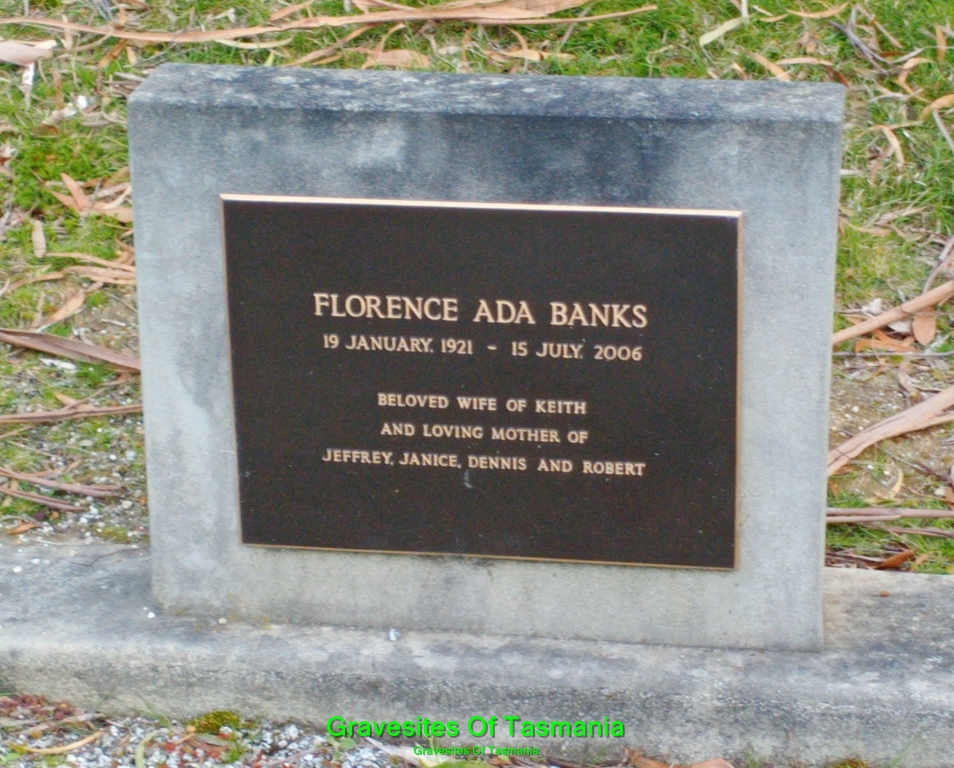 FLORENCE ADA BANKS
19 JANUARY, 1921 - 15 JULY, 2006
BELOVED WIFE OF KEITH
AND LOVING MOTHER OF
JEFFREY, JANICE, DENNIS AND ROBERT
Gravesites Of Tasmania
Gravesites Of Tasmania